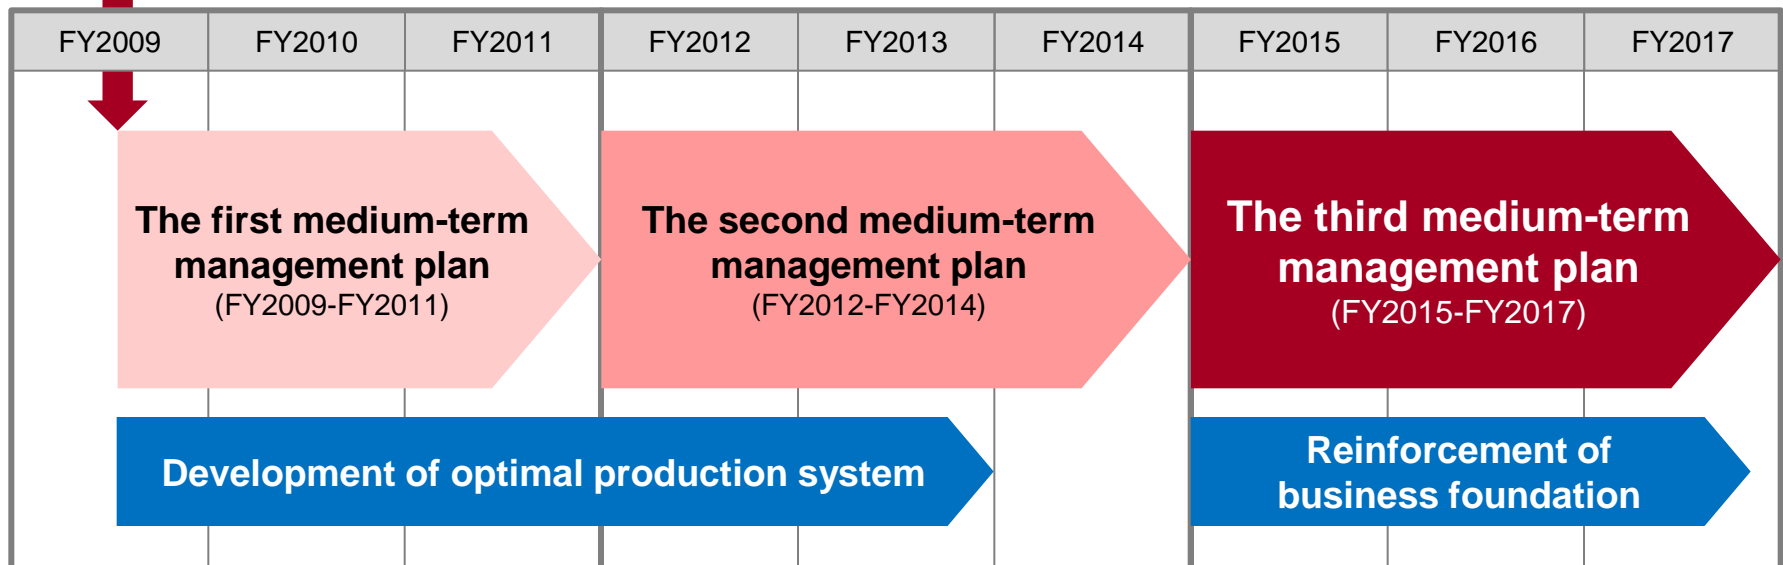 FY2009 FY2010 FY2011 FY2012 FY2013 FY2014 FY2015 FY2016 FY2017
The first medium-term
management plan
(FY2009-FY2011)
The second medium-term
management plan
(FY2012-FY2014)
The third medium-term
management plan
(FY2015-FY2017)
Development of optimal production system
Reinforcement of
business foundation